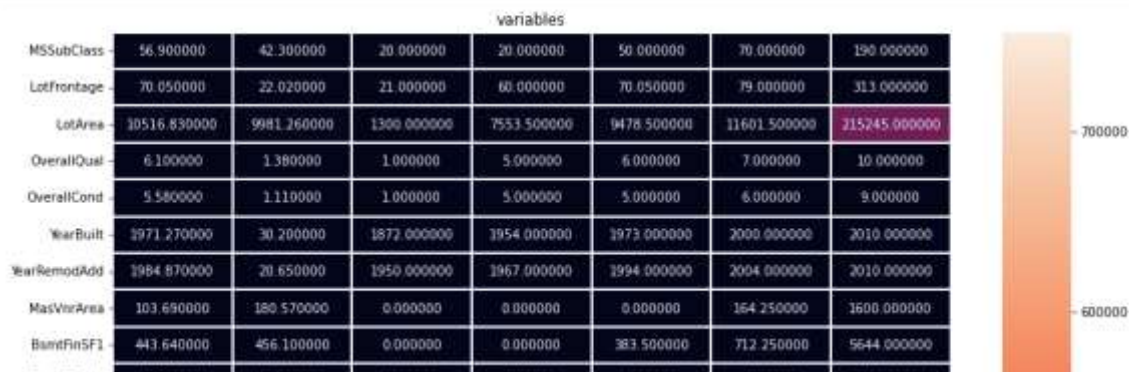 variables
MSSubClass 56.900000 42.300000 20.000000 20.000000 50.000000 70.000000 190.000000
LotFrontage 70.050000 22.020000 21.000000 60.000000 70.050000 79.000000 313.000000
LotArea 10516.830000 9981.260000 1300.000000 7553.500000 9478.500000 11601.500000 215245.000000
700000
OverallQual 6.100000 1.380000 1.000000 5.000000 6.000000 7.000000 10.000000
OverallCond 5.580000 1.110000 1.000000 5.000000 5.000000 6.000000 9.000000
YearBuilt 1971.270000 30.200000 1872.000000 1954.000000 1973.000000 2000.000000 2010.000000
YearRemodAdd 1984.870000 20.650000 1950.000000 1967.000000 1994.000000 2004.000000 2010.000000
MasVnrArea 103.690000 180.570000 0.000000 0.000000 0.000000 164.250000 1600.000000
600000
BsmtFinSF1 443.640000 456.100000 0.000000 0.000000 383.500000 712.250000 5644.000000